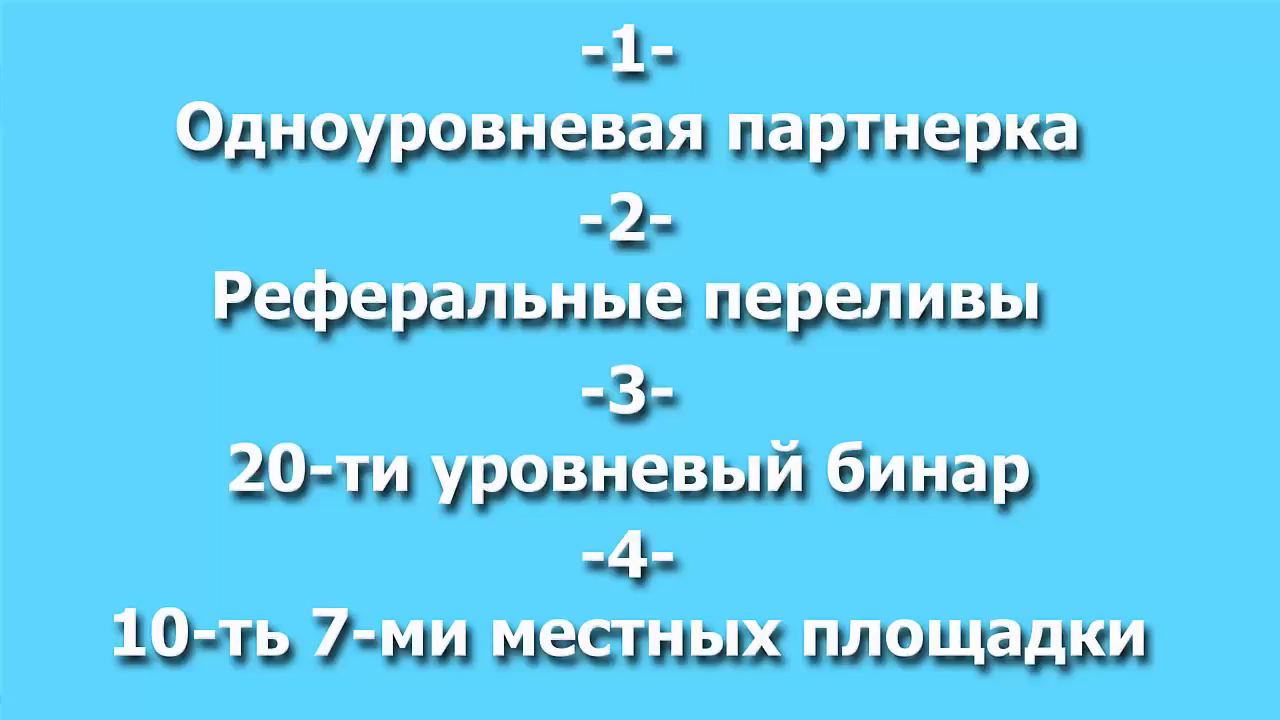 -1-
Одноуровневая партнерка
-2-
Реферальные переливы
-3-
20-ти уровневый бинар
-4-
10-ть 7-ми местных площадки